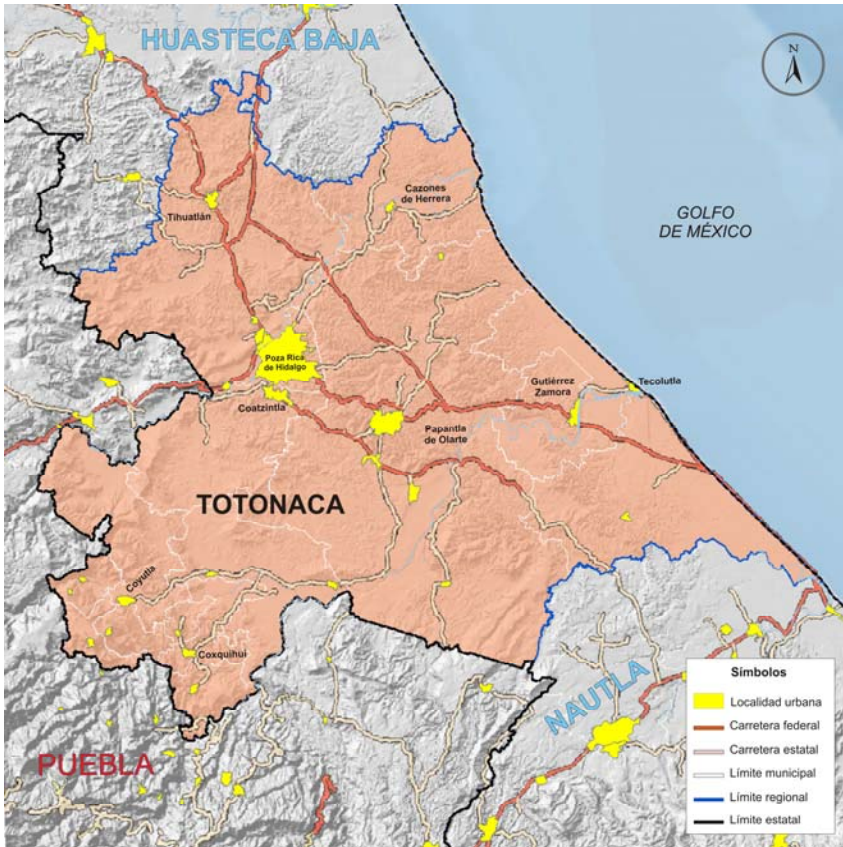 HUASTECA BAJA
N
Cazones
de Herrera
GOLFO
DE MÉXICO
Tihuatlán
Poza Rica
de Hidalgo
Gutiérrez
Zamora
Tecolutla
Coatzintla
Papantla
de Olarte
TOTONACA
Coyutla
Coxquihui
NAUTLA
PUEBLA
Símbolos
Localidad urbana
Carretera federal
Carretera estatal
Límite municipal
Límite regional
Límite estatal